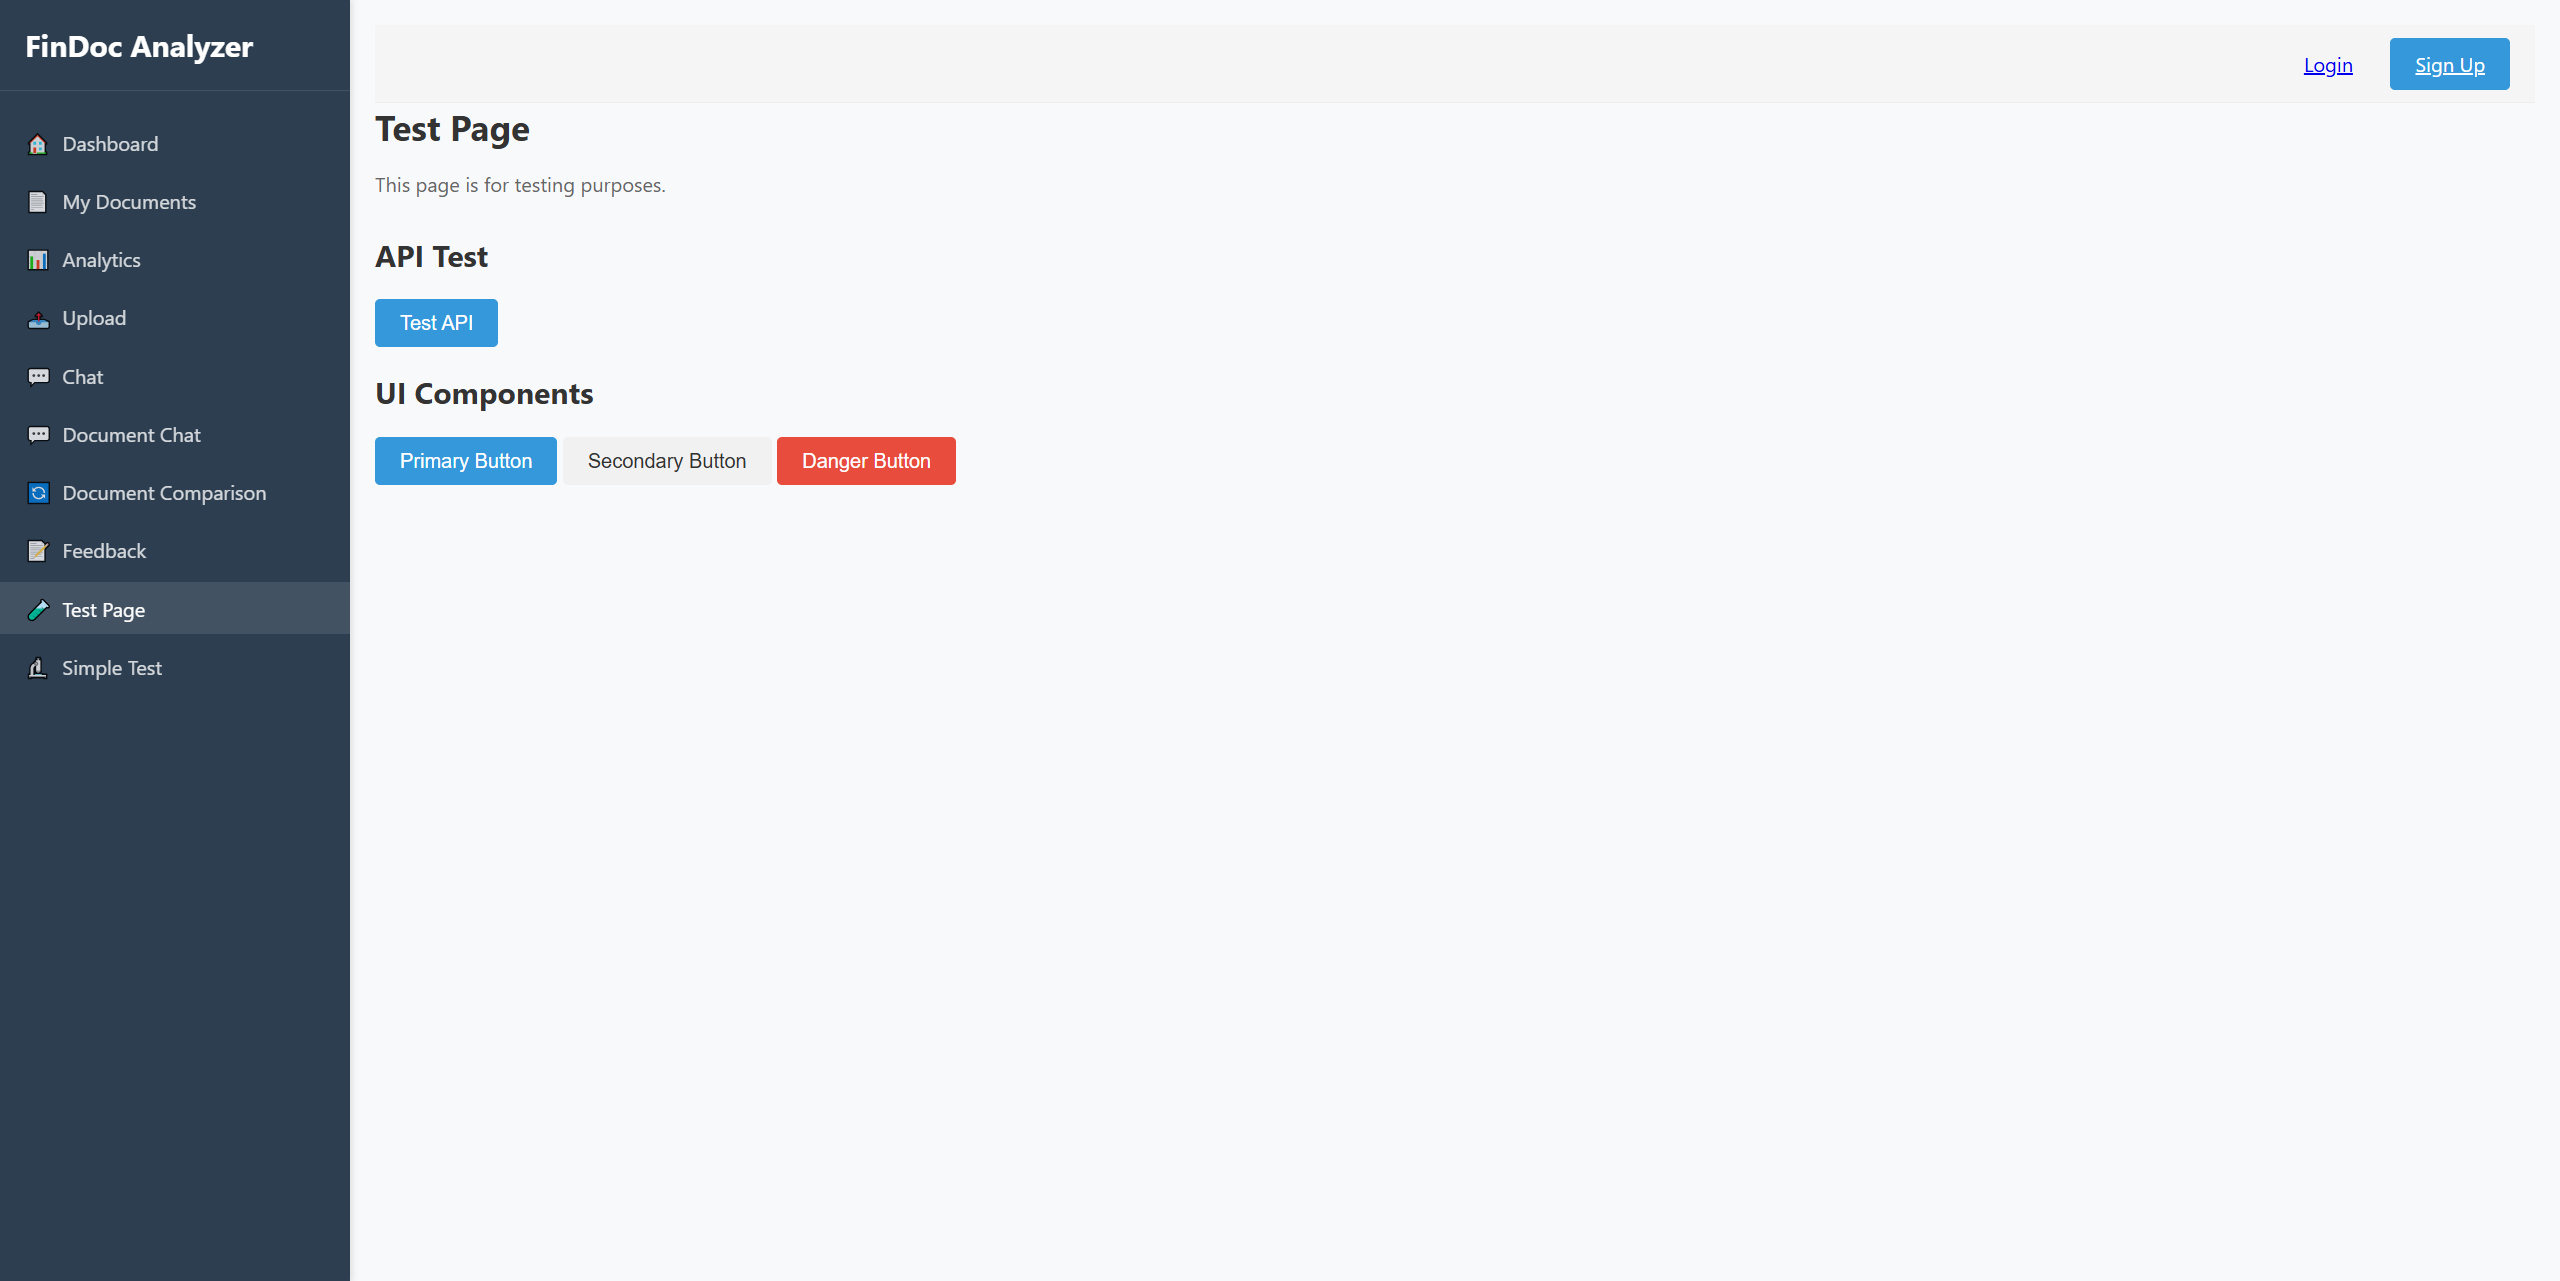 FinDoc Analyzer
Dashboard
My Documents
Analytics
Upload
Chat
Document Chat
Document Comparison
Feedback
Test Page
Simple Test
Login
Sign Up
Test Page
This page is for testing purposes.
API Test
Test API
UI Components
Primary Button Secondary Button Danger Button